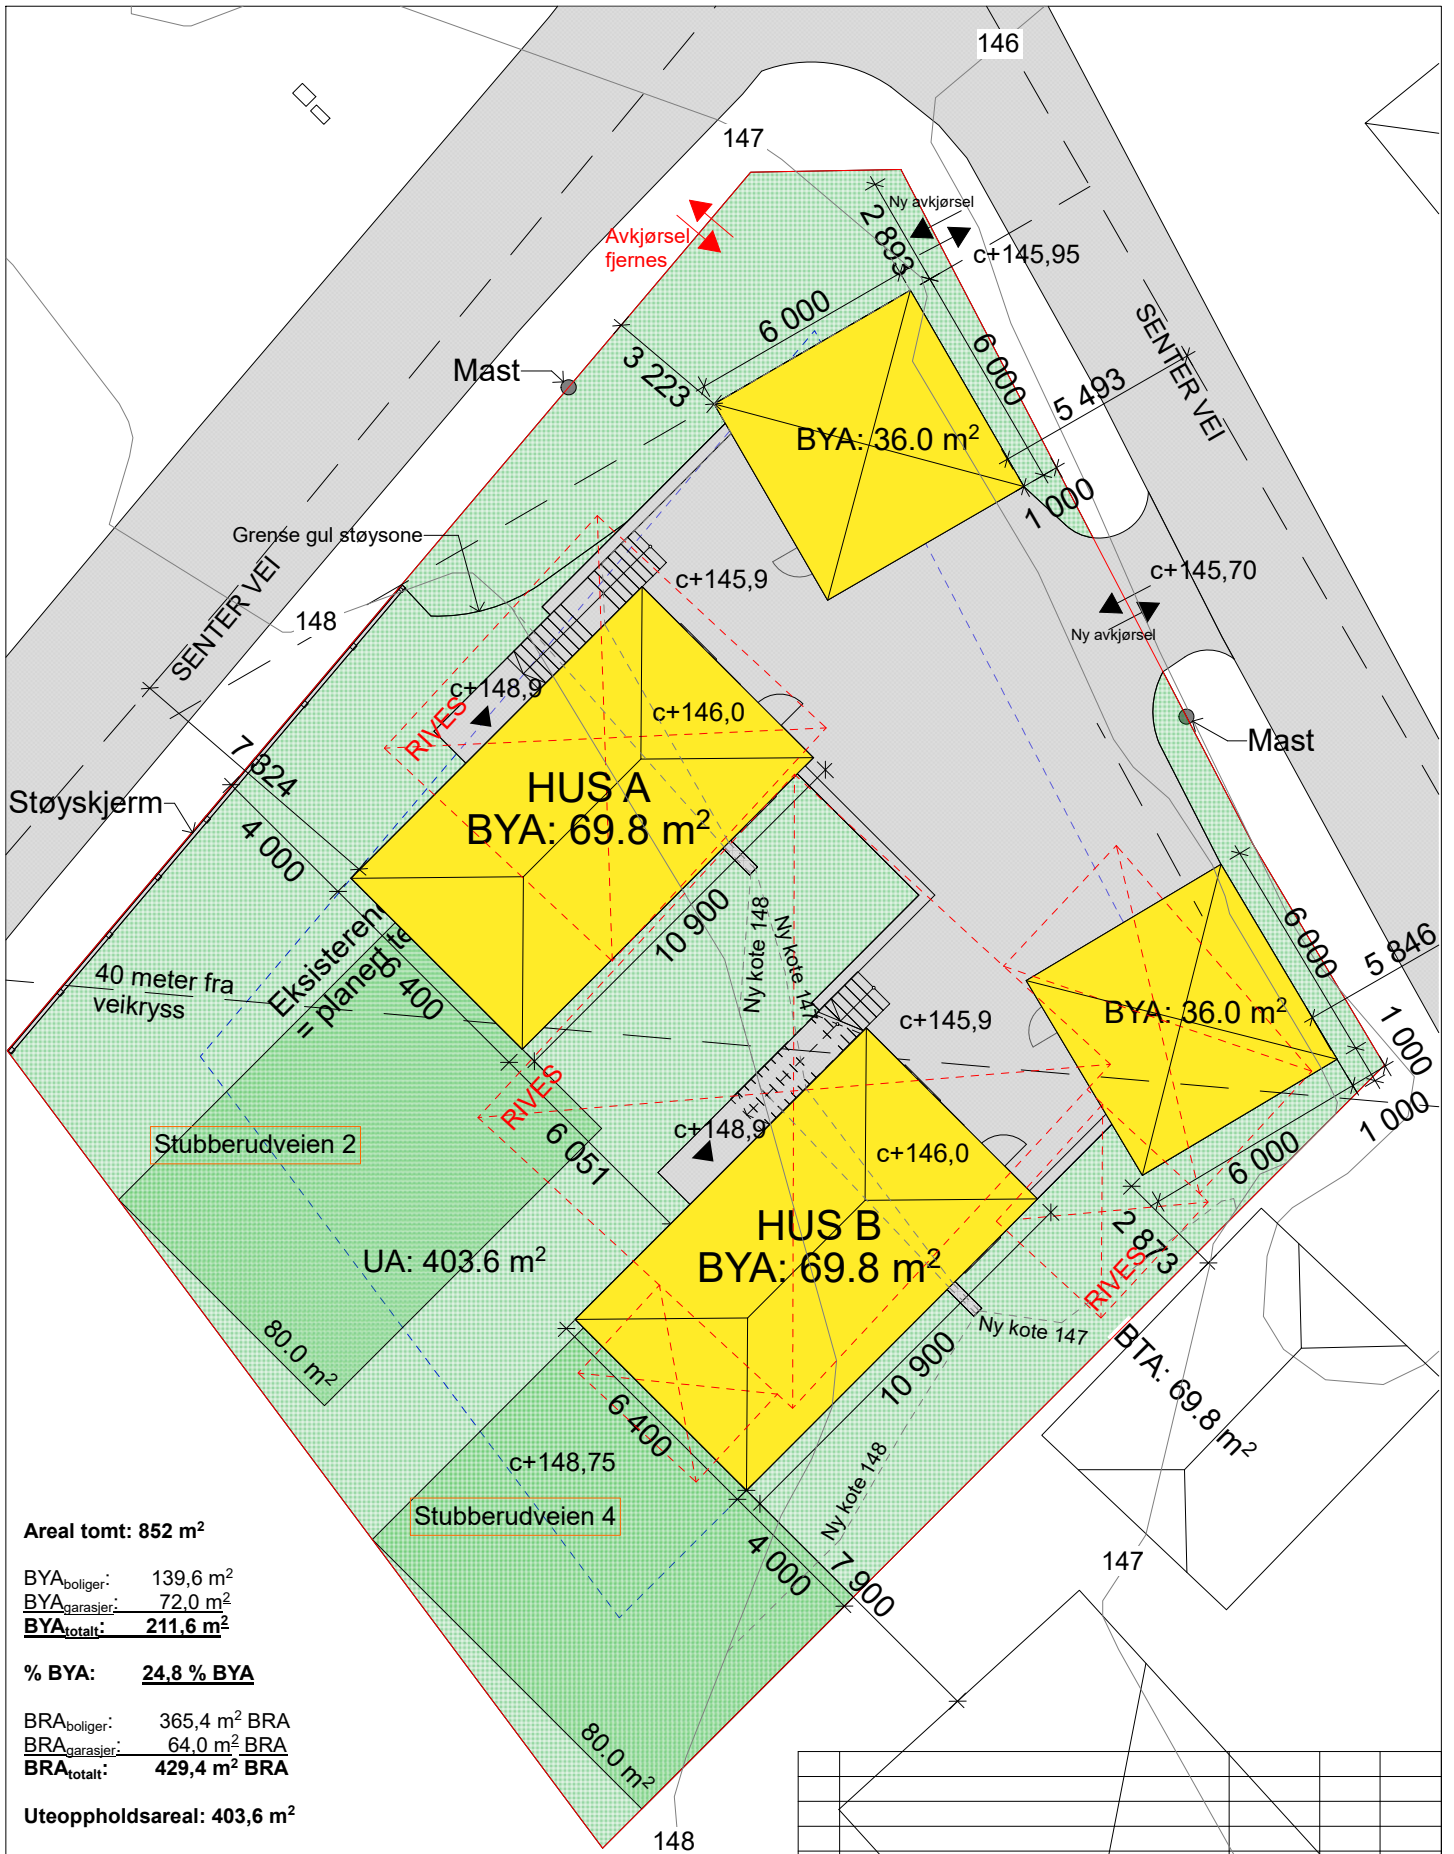 146
147
Ny avkjørsel
2 893
c+145,95
Avkjørsel
fjernes
6 000
6 000
SENTER VEI
3 223
Mast
5 493
BYA: 36.0 m²
1 000
Grense gul støysone
c+145,9
c+145,70
Ny avkjørsel
148
SENTER VEI
c+148,9
RIVES
c+146,0
Mast
7 324
HUS A
BYA: 69.8 m²
Støyskjerm
4 000
10 900
Ny kote 148
Ny kote 147
6 000
5 846
40 meter fra
veikryss
Eksisteren
= planert te
6 400
c+145,9
BYA: 36.0 m²
1 000
1 000
RIVES
6 051
Stubberudveien 2
c+148,9
c+146,0
6 000
HUS B
BYA: 69.8 m²
2 873
RIVES
UA: 403.6 m²
80.0 m²
Ny kote 147
BTA: 69.8 m²
10 900
6 400
c+148,75
Ny kote 148
Stubberudveien 4
4 000
7 900
147
80.0 m²
148
Areal tomt: 852 m²
BYAboliger: 139,6 m²
BYAgarasjer: 72,0 m²
BYAtotalt: 211,6 m²
% BYA: 24,8 % BYA
BRAboliger: 365,4 m² BRA
BRAgarasjer: 64,0 m² BRA
BRAtotalt: 429,4 m² BRA
Uteoppholdsareal: 403,6 m²